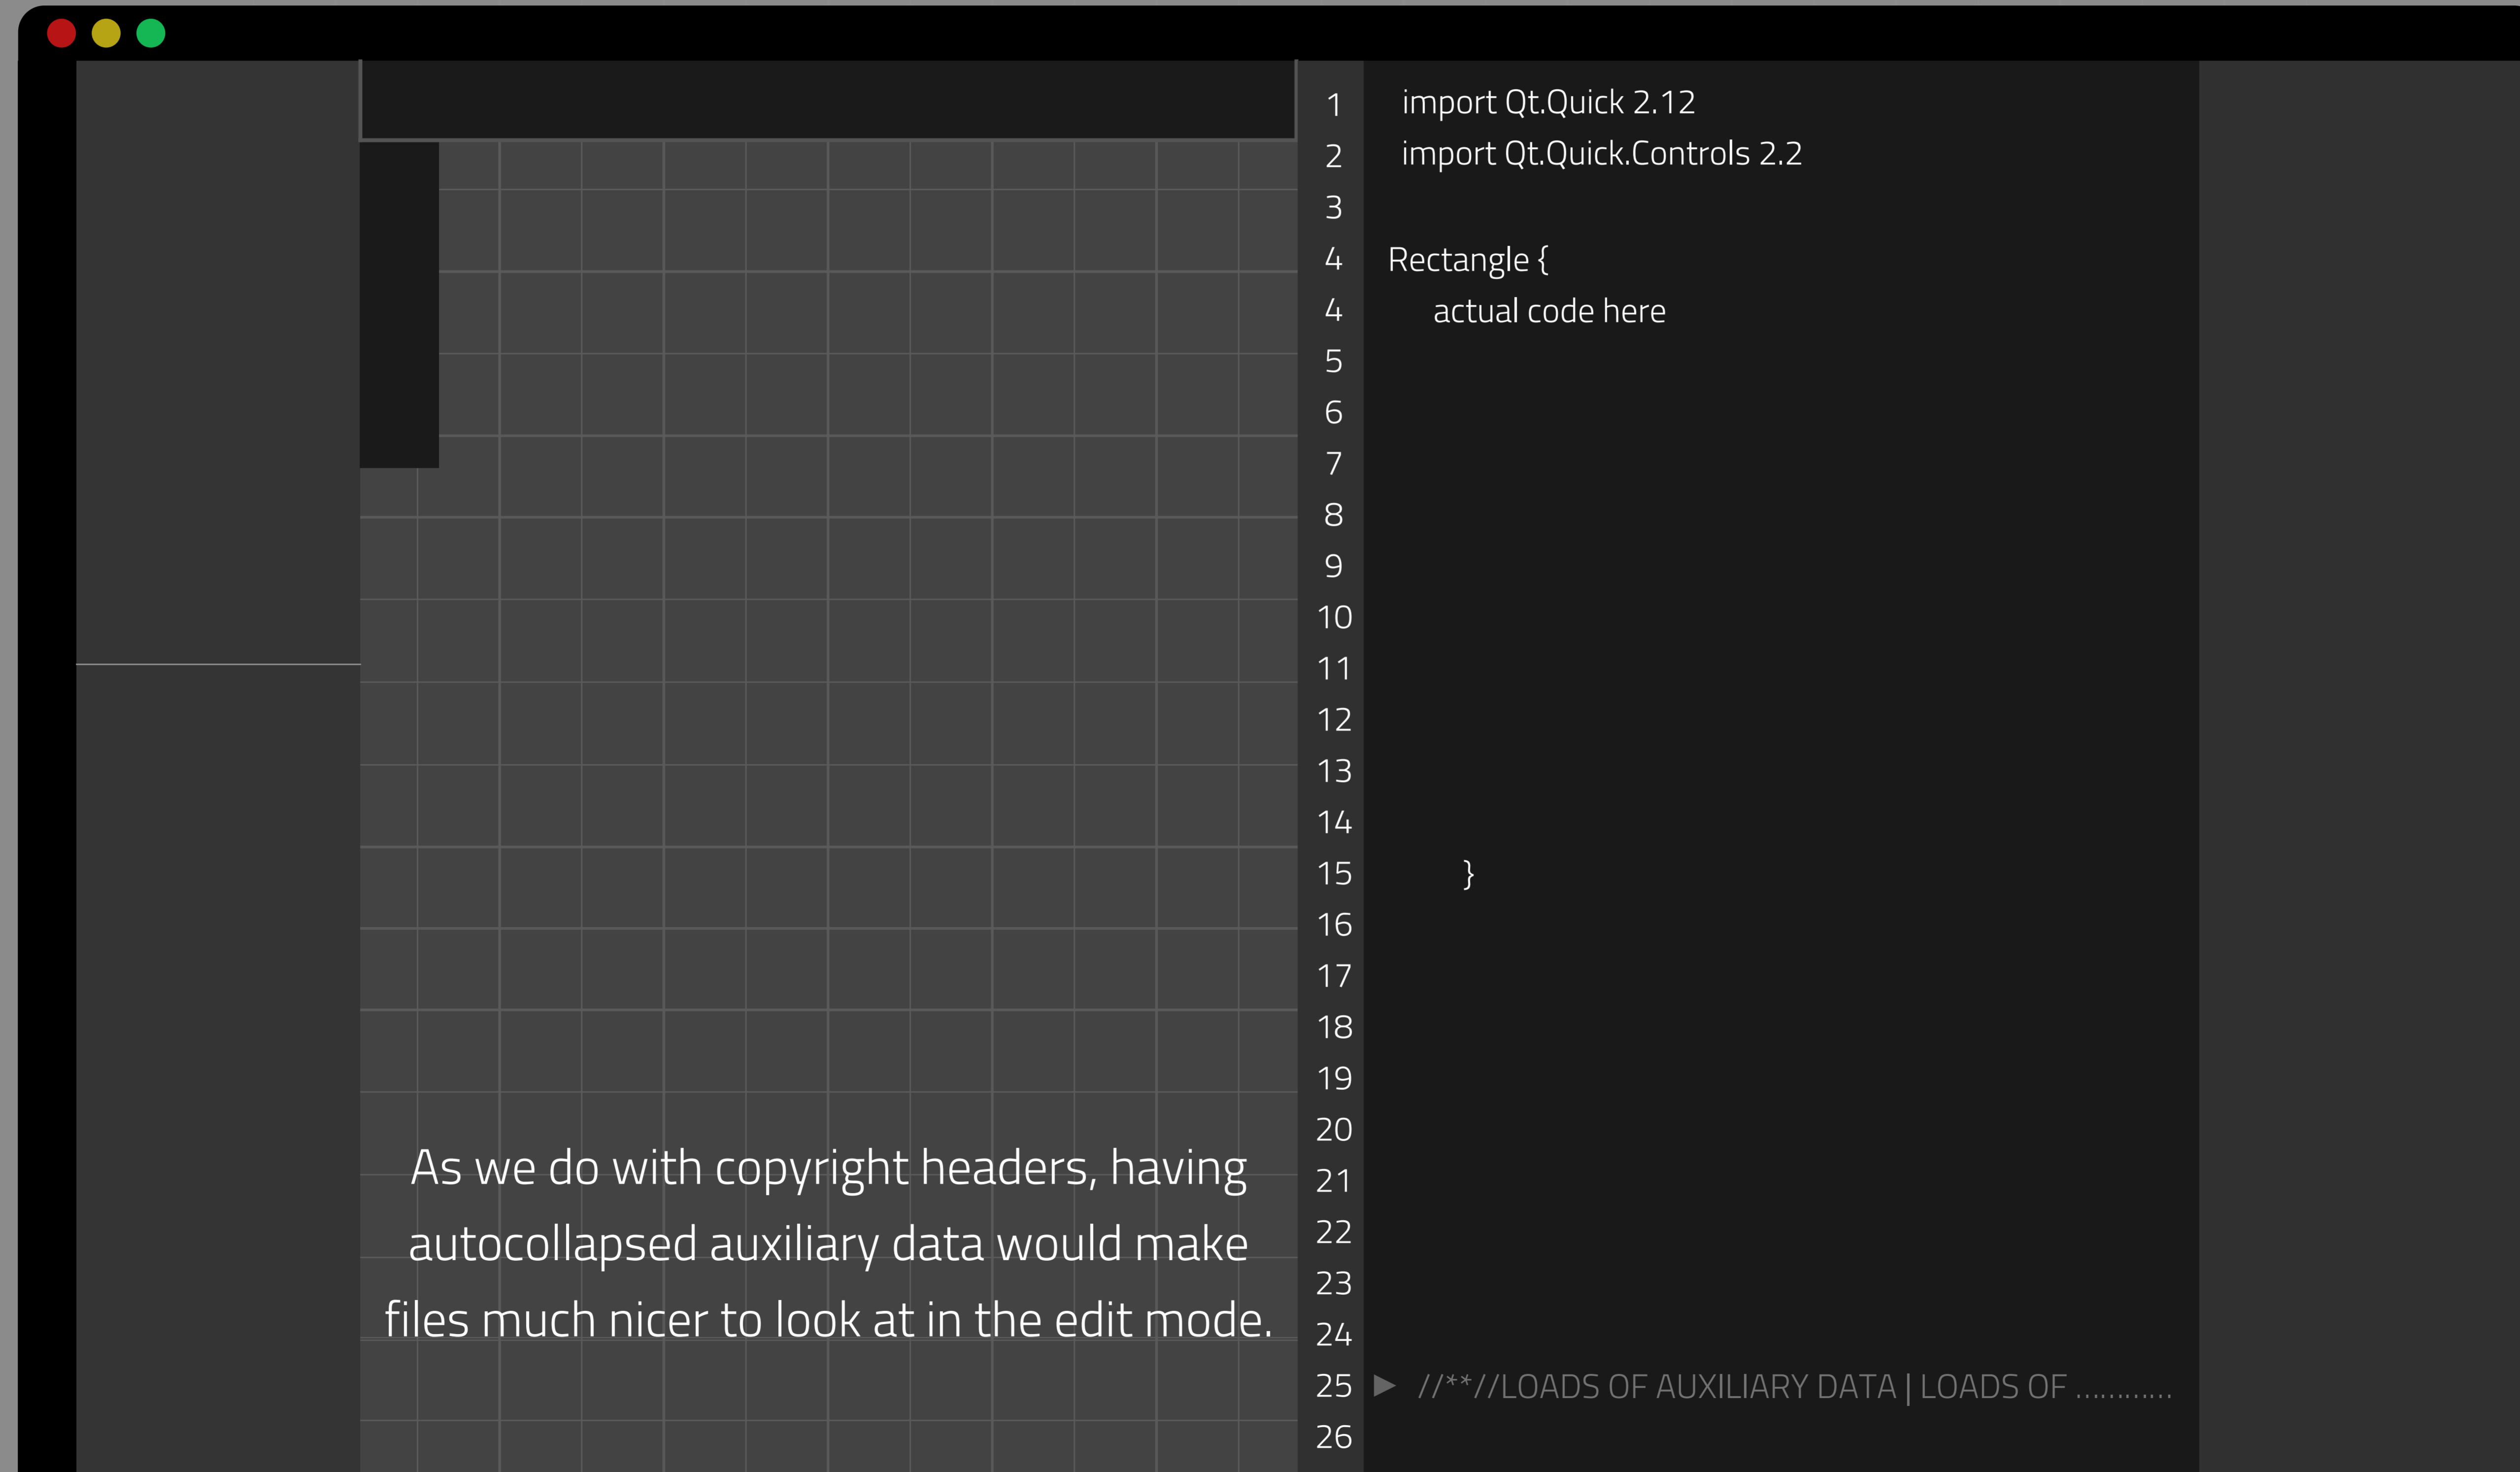 1 import Qt.Quick 2.12
2 import Qt.Quick.Controls 2.2
3
4 Rectangle {
4 actual code here
5
6
7
8
9
10
11
12
13
14
15 }
16
17
18
19
20
21
22
23
24
25 ▶ //**//LOADS OF AUXILIARY DATA | LOADS OF ............
26
As we do with copyright headers, having
autocollapsed auxiliary data would make
files much nicer to look at in the edit mode.